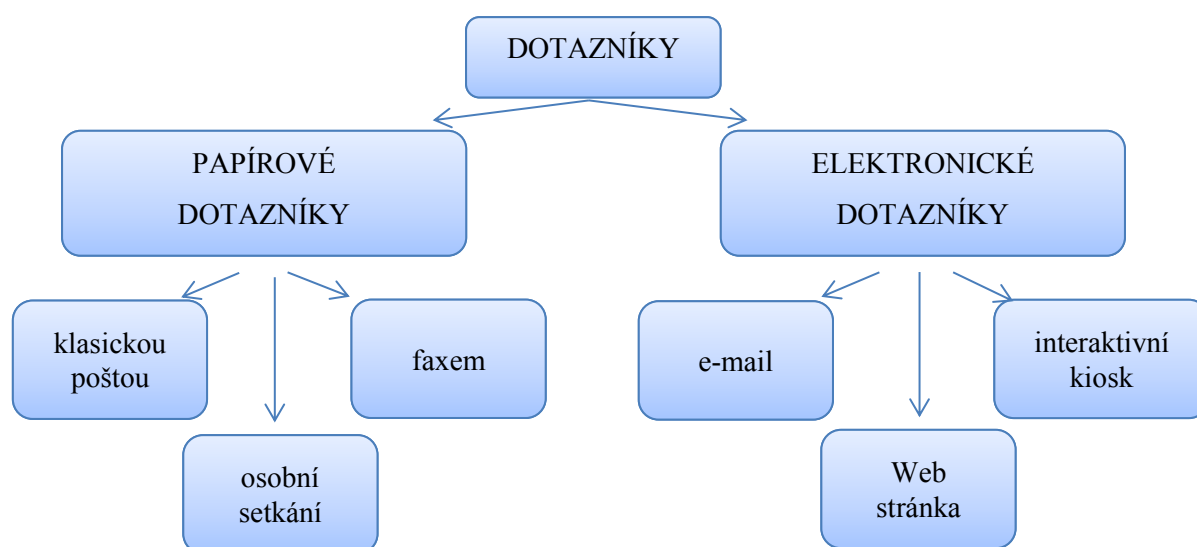 DOTAZNÍKY
PAPÍROVÉ
DOTAZNÍKY
ELEKTRONICKÉ
DOTAZNÍKY
klasickou
poštou
faxem
osobní
setkání
e-mail
interaktivní
kiosk
Web
stránka